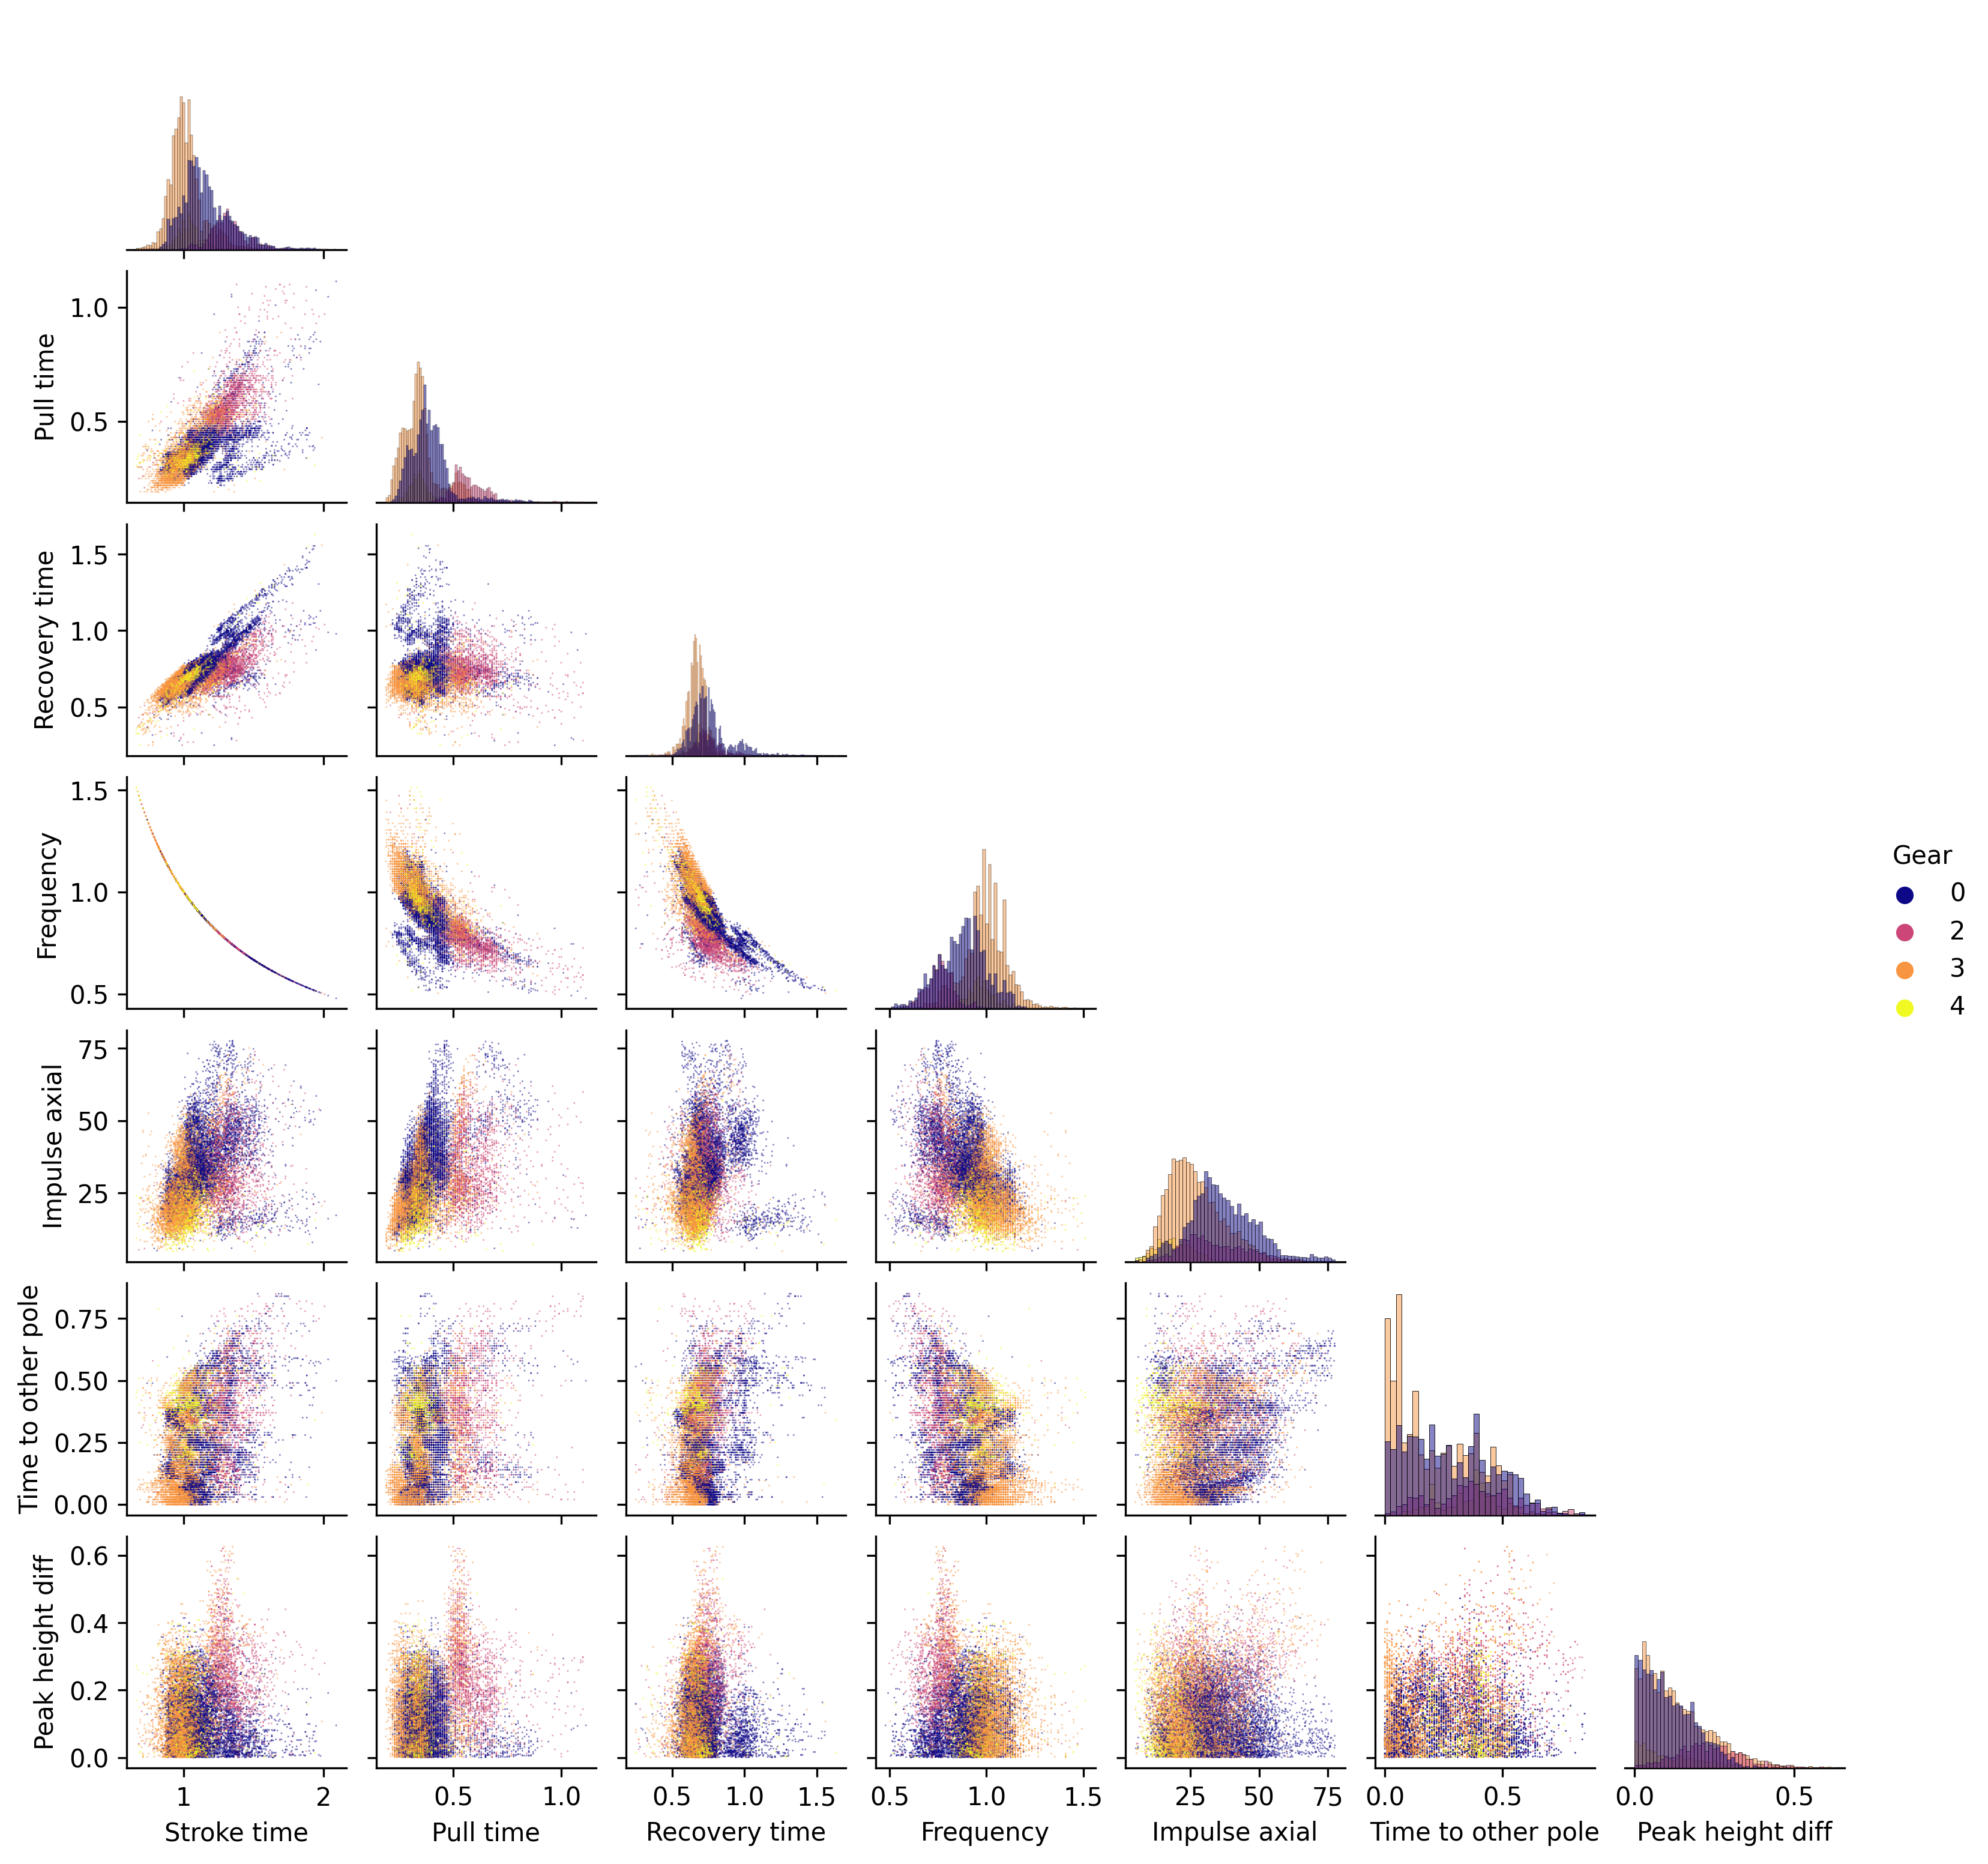 1.0
0.5
Pull time
1.5
1.0
0.5
Recovery time
1.5
1.0
0.5
Frequency
75
50
25
Impulse axial
0.75
0.50
0.25
0.00
Time to other pole
0.6
0.4
0.2
0.0
Peak height diff
1 2 0.5 1.0 0.5 1.0 1.5 0.5 1.0 1.5 25 50 75 0.0 0.5 0.0 0.5
Stroke time Pull time Recovery time Frequency Impulse axial Time to other pole Peak height diff
Gear
0
2
3
4